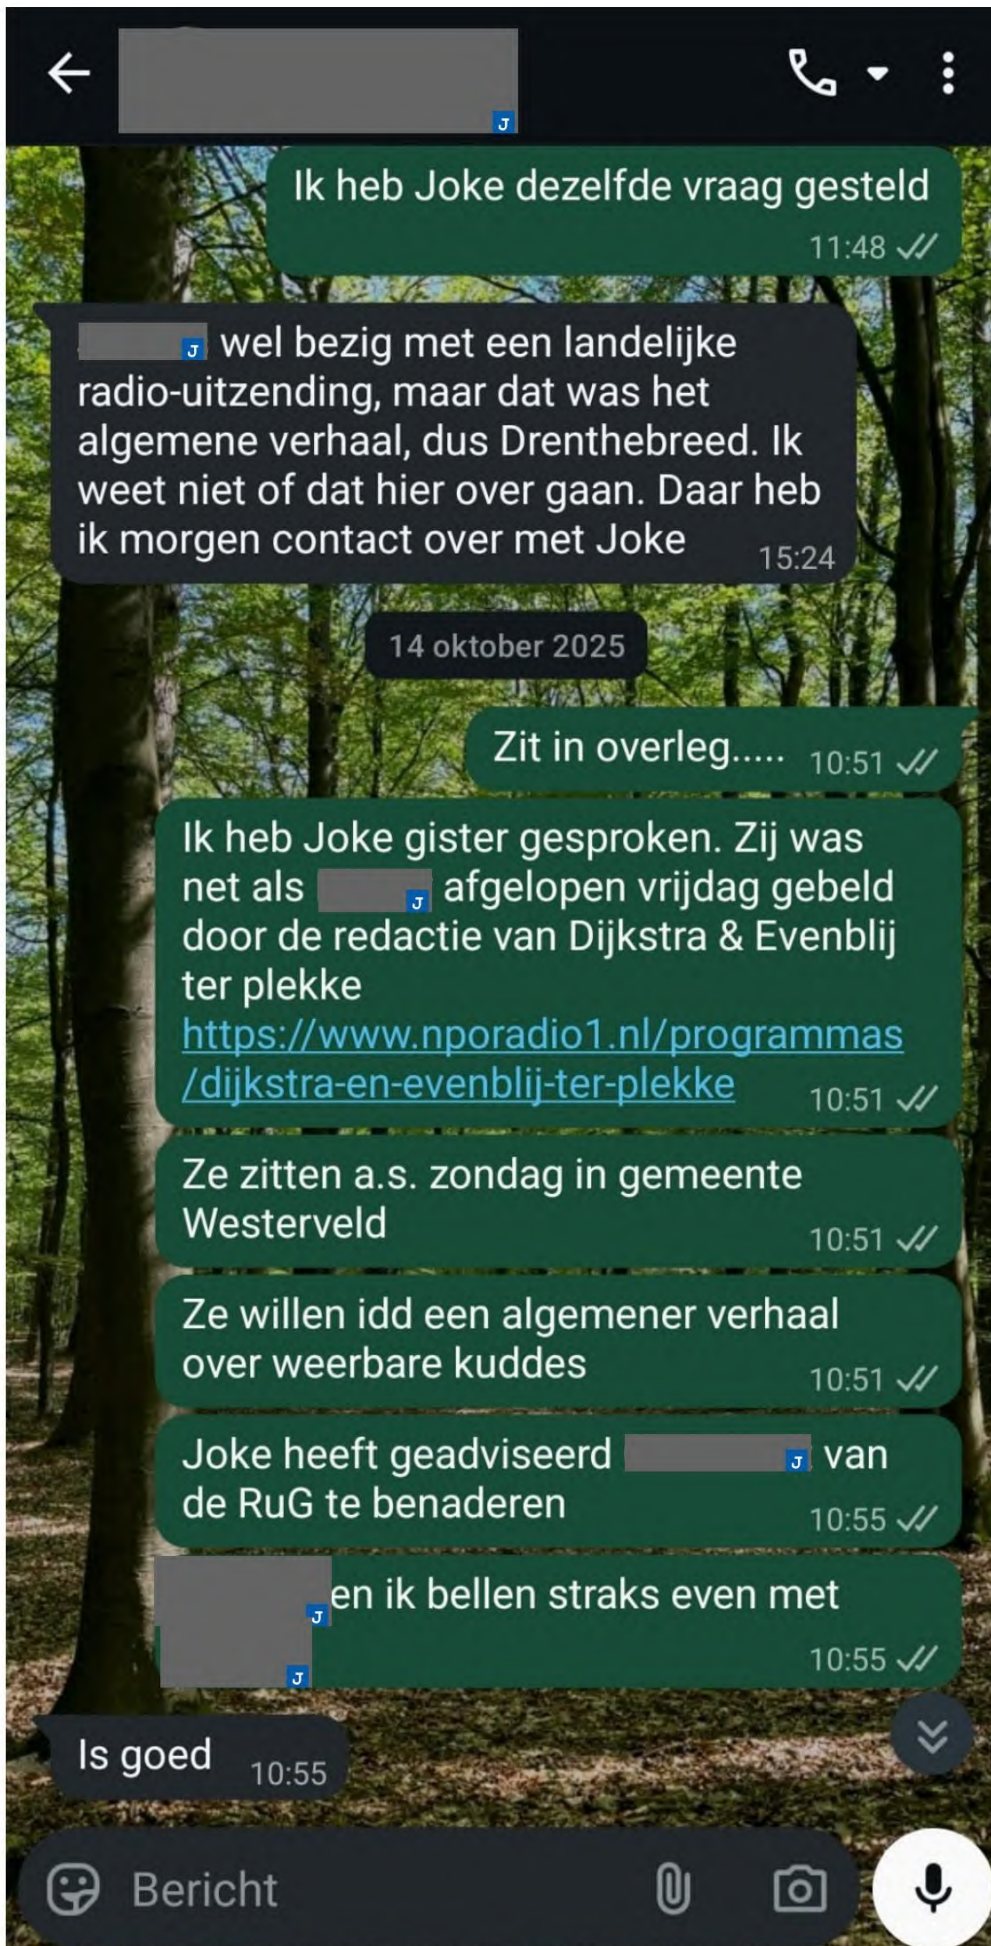 J
Ik heb Joke dezelfde vraag gesteld
11:48
J wel bezig met een landelijke
radio-uitzending, maar dat was het
algemene verhaal, dus Drenthebreed. Ik
weet niet of dat hier over gaan. Daar heb
ik morgen contact over met Joke 15:24
14 oktober 2025
Zit in overleg..... 10:51
Ik heb Joke gister gesproken. Zij was
net als J afgelopen vrijdag gebeld
door de redactie van Dijkstra & Evenblij
ter plekke
https://www.nporadio1.nl/programmas
/dijkstra-en-evenblij-ter-plekke 10:51
Ze zitten a.s. zondag in gemeente
Westerveld 10:51
Ze willen idd een algemener verhaal
over weerbare kuddes 10:51
Joke heeft geadviseerd J van
de RuG te benaderen 10:55
J en ik bellen straks even met
J 10:55
Is goed 10:55
Bericht